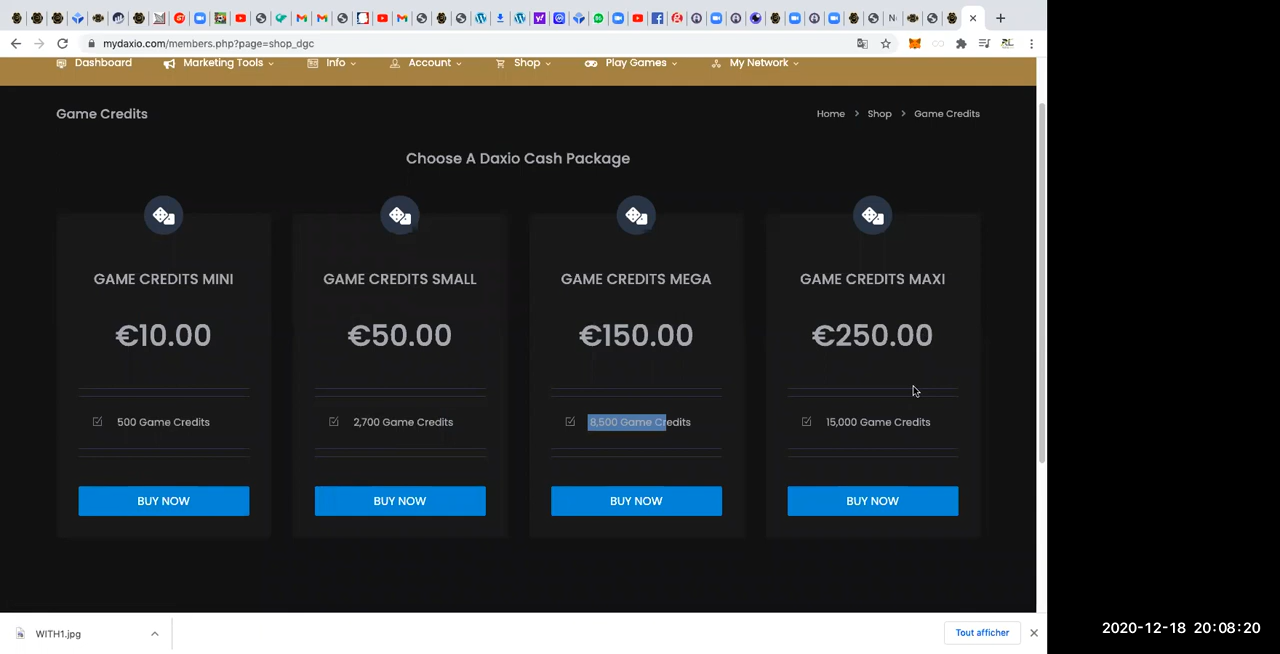 mydaxio.com/members.php?page=shop_dgc
Dashboard Marketing Tools Info Account Shop Play Games My Network
Game Credits
Home > Shop > Game Credits
Choose A Daxio Cash Package
GAME CREDITS MINI
€10.00
500 Game Credits
BUY NOW
GAME CREDITS SMALL
€50.00
2,700 Game Credits
BUY NOW
GAME CREDITS MEGA
€150.00
8,500 Game Credits
BUY NOW
GAME CREDITS MAXI
€250.00
15,000 Game Credits
BUY NOW
WITH1.jpg
Tout afficher
2020-12-18 20:08:20